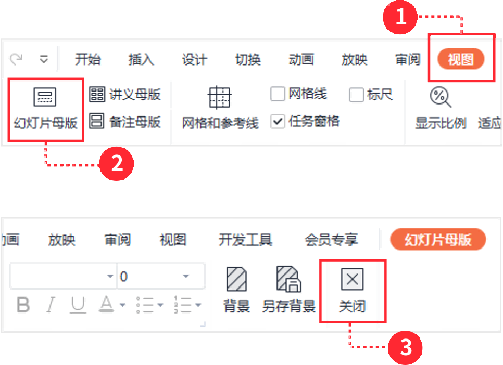 1
开始 插入 设计 切换 动画 放映 审阅 视图
幻灯片母版 讲义母版 备注母版 网格和参考线 网格线 标尺 任务窗格 显示比例 适应
2
动画 放映 审阅 视图 开发工具 会员专享 幻灯片母版
0
B I U A 背景 另存背景 关闭
3